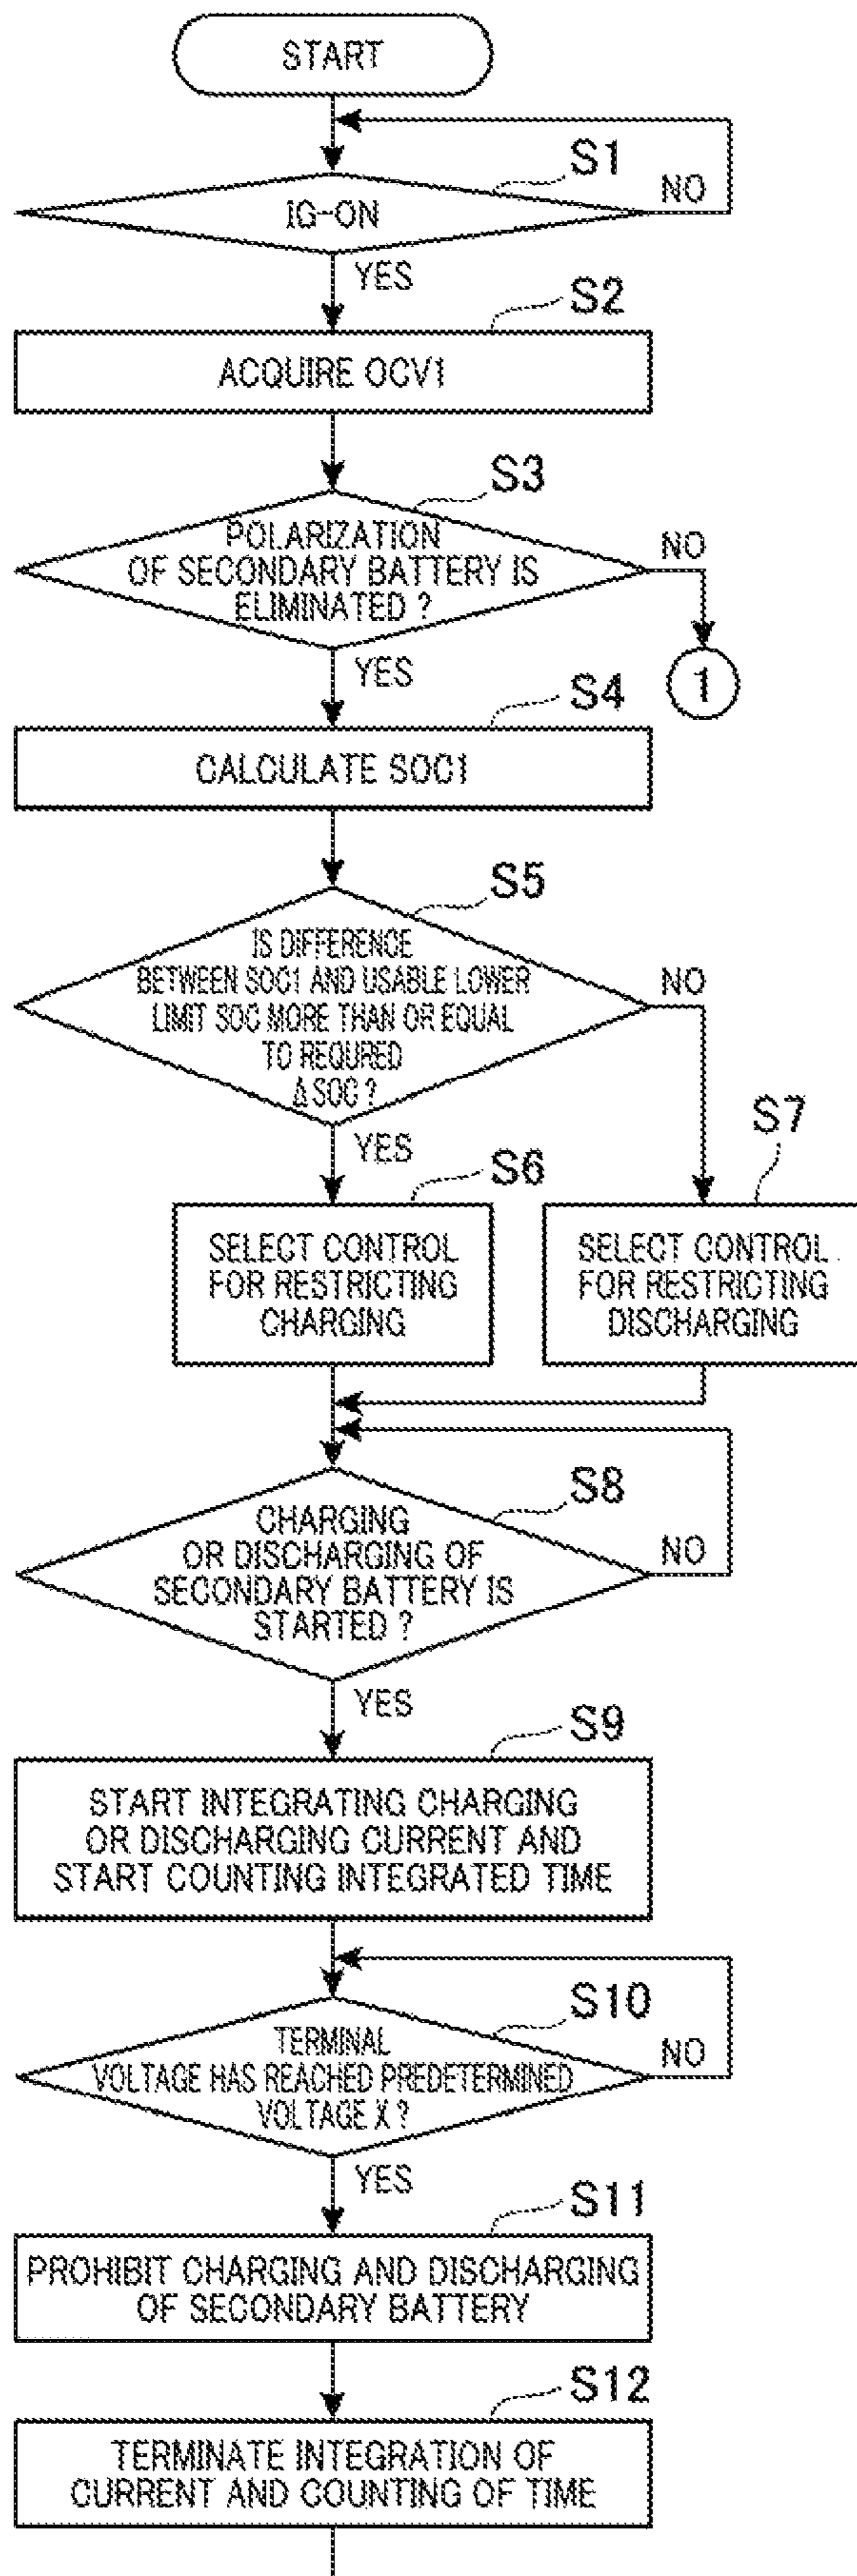 START
S1
IG-ON
NO
YES
S2
ACQUIRE OCV1
S3
POLARIZATION
OF SECONDARY BATTERY IS
ELIMINATED ?
NO
YES
1
S4
CALCULATE SOC1
S5
IS DIFFERENCE
BETWEEN SOC1 AND USABLE LOWER
LIMIT SOC MORE THAN OR EQUAL
TO REQURED
Δ SOC ?
NO
YES
S6
SELECT CONTROL
FOR RESTRICTING
CHARGING
S7
SELECT CONTROL
FOR RESTRICTING
DISCHARGING
S8
CHARGING
OR DISCHARGING OF
SECONDARY BATTERY IS
STARTED ?
NO
YES
S9
START INTEGRATING CHARGING
OR DISCHARGING CURRENT AND
START COUNTING INTEGRATED TIME
S10
TERMINAL
VOLTAGE HAS REACHED PREDETERMINED
VOLTAGE X ?
NO
YES
S11
PROHIBIT CHARGING AND DISCHARGING
OF SECONDARY BATTERY
S12
TERMINATE INTEGRATION OF
CURRENT AND COUNTING OF TIME